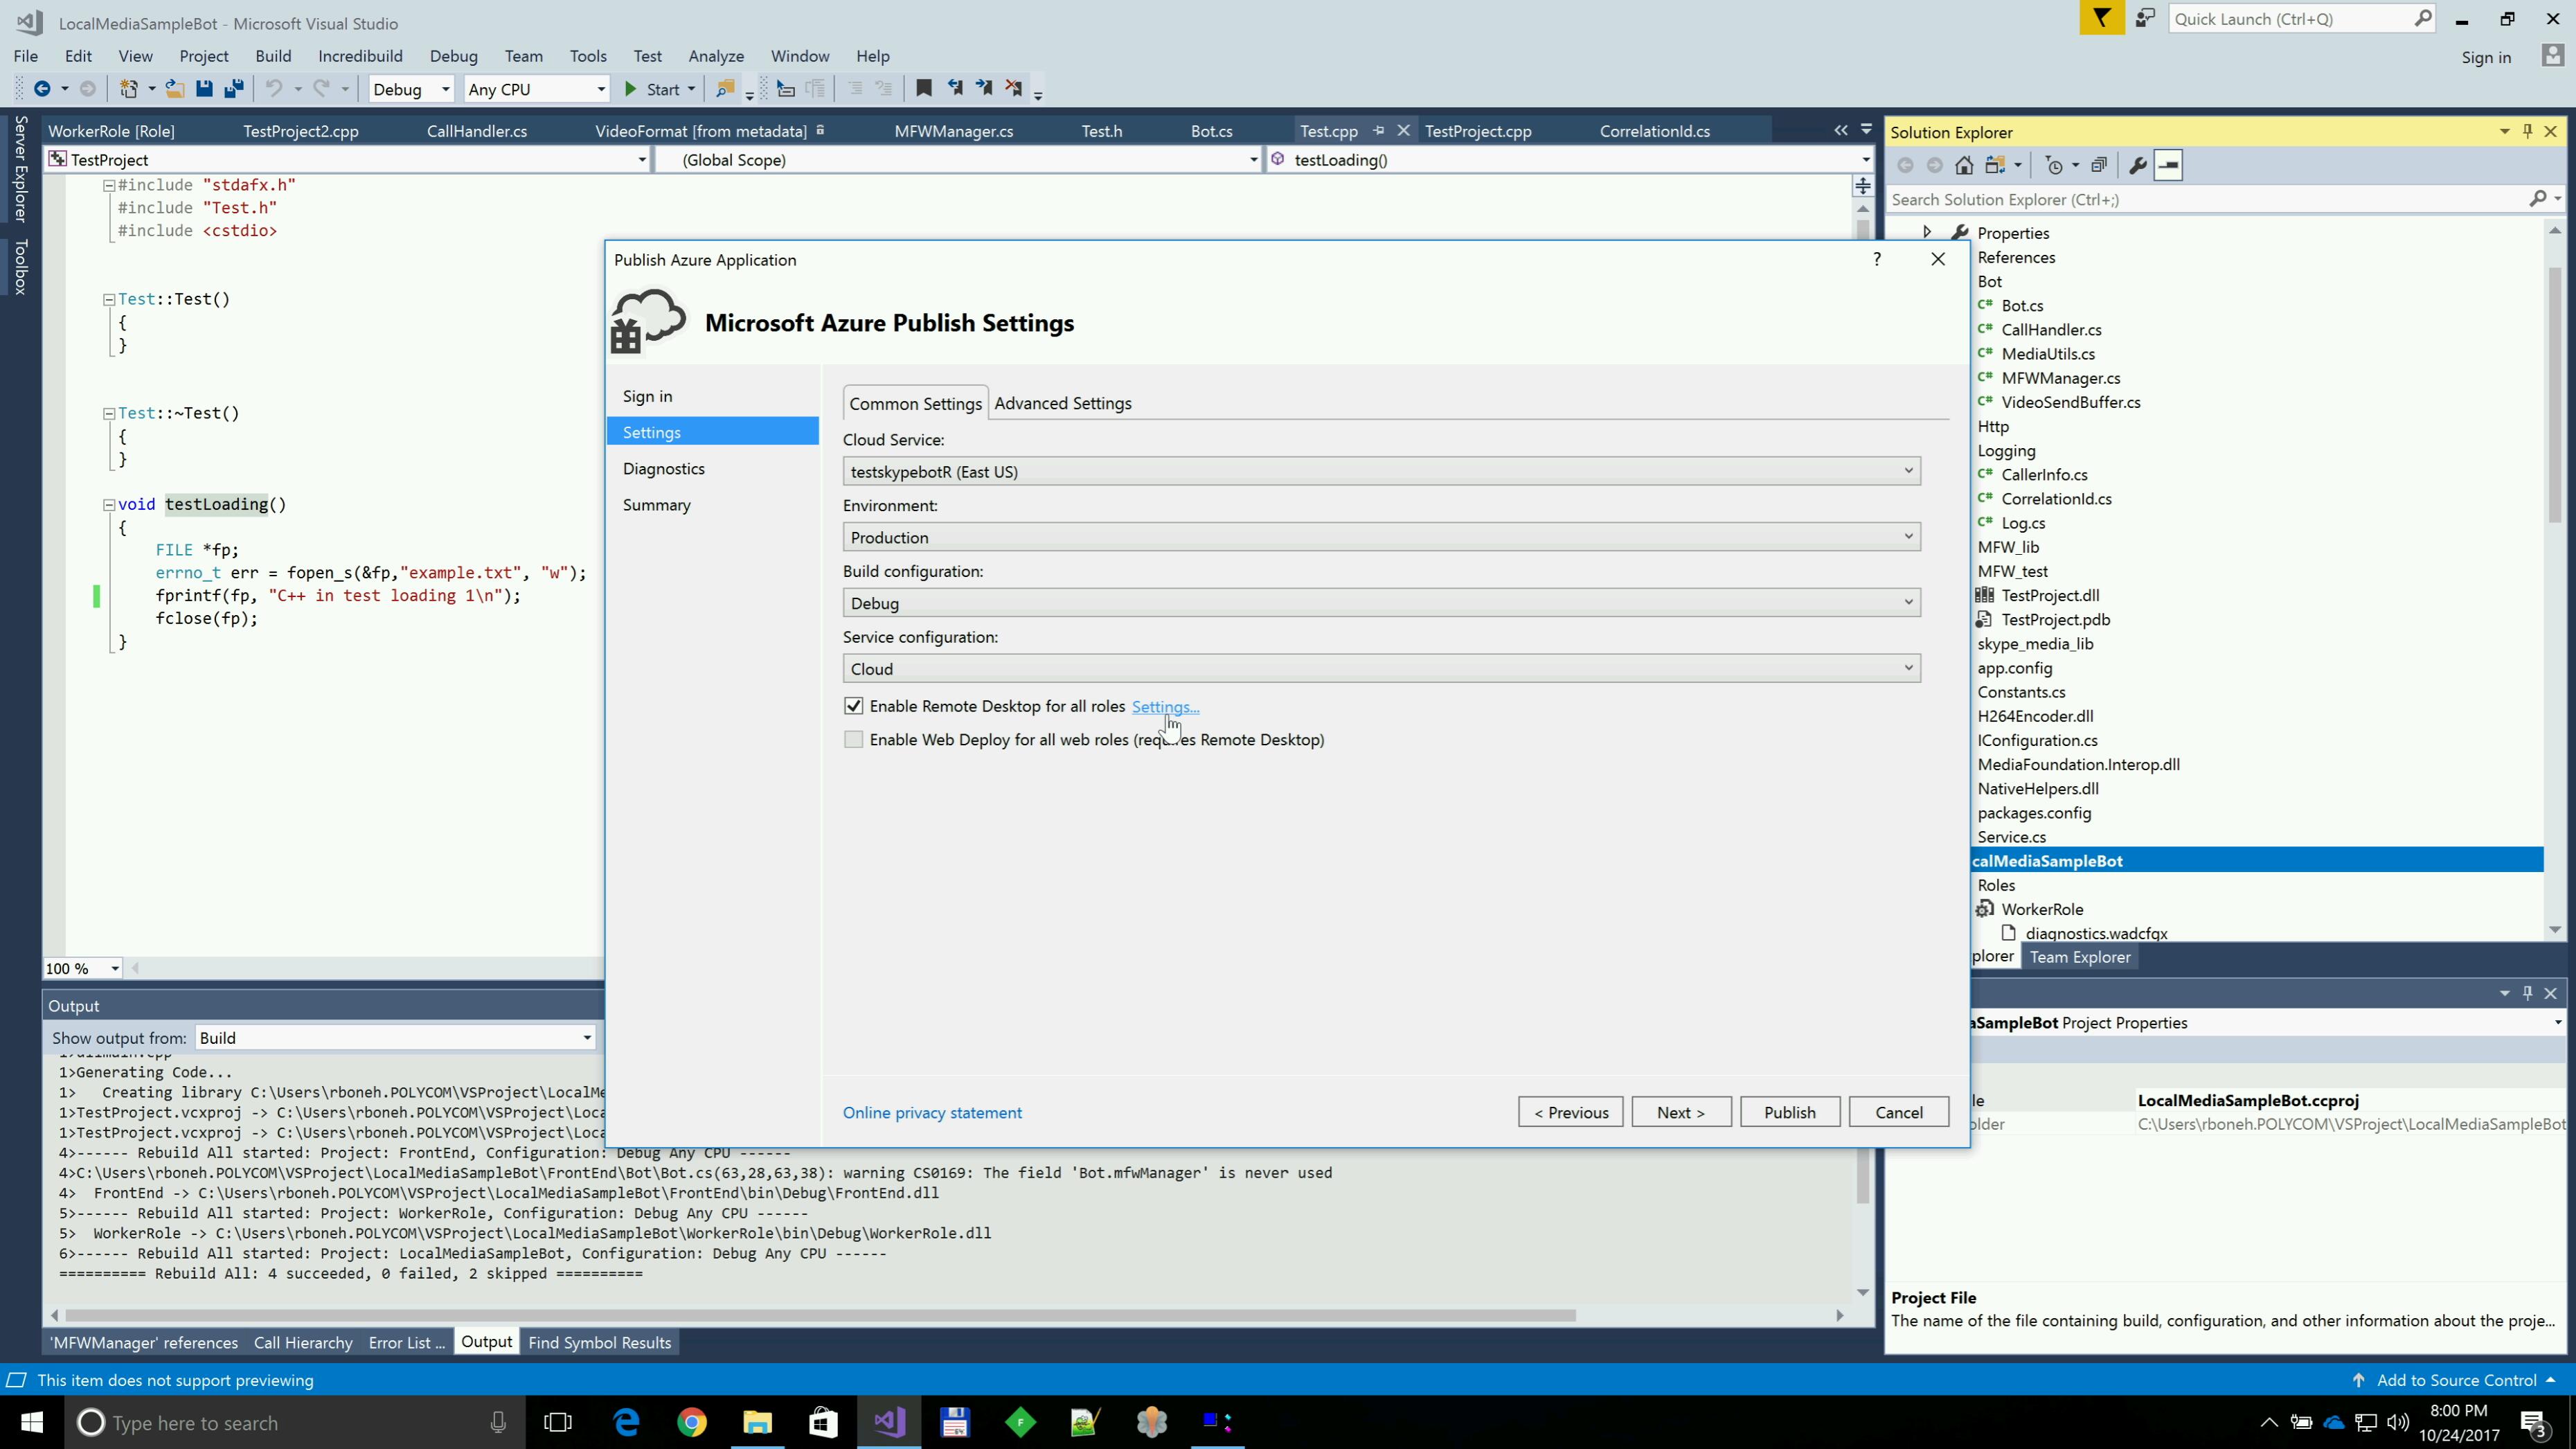 LocalMediaSampleBot - Microsoft Visual Studio
Quick Launch (Ctrl+Q)
File Edit View Project Build Incredibuild Debug Team Tools Test Analyze Window Help
Sign in
Debug Any CPU Start
Server Explorer
Toolbox
WorkerRole [Role] TestProject2.cpp CallHandler.cs VideoFormat [from metadata] MFWManager.cs Test.h Bot.cs Test.cpp TestProject.cpp CorrelationId.cs
TestProject (Global Scope) testLoading()
#include "stdafx.h"
#include "Test.h"
#include <cstdio>
Test::Test()
{
}
Test::~Test()
{
}
void testLoading()
{
FILE *fp;
errno_t err = fopen_s(&fp,"example.txt", "w");
fprintf(fp, "C++ in test loading 1\n");
fclose(fp);
}
100 %
Publish Azure Application
?
Microsoft Azure Publish Settings
Sign in
Settings
Diagnostics
Summary
Common Settings Advanced Settings
Cloud Service:
testskypebotR (East US)
Environment:
Production
Build configuration:
Debug
Service configuration:
Cloud
Enable Remote Desktop for all roles Settings...
Enable Web Deploy for all web roles (requires Remote Desktop)
Online privacy statement
< Previous Next > Publish Cancel
Solution Explorer
Search Solution Explorer (Ctrl+;)
Properties
References
Bot
C# Bot.cs
C# CallHandler.cs
C# MediaUtils.cs
C# MFWManager.cs
C# VideoSendBuffer.cs
Http
Logging
C# CallerInfo.cs
C# CorrelationId.cs
C# Log.cs
MFW_lib
MFW_test
TestProject.dll
TestProject.pdb
skype_media_lib
app.config
Constants.cs
H264Encoder.dll
IConfiguration.cs
MediaFoundation.Interop.dll
NativeHelpers.dll
packages.config
Service.cs
calMediaSampleBot
Roles
WorkerRole
diagnostics.wadcfgx
plorer Team Explorer
aSampleBot Project Properties
le LocalMediaSampleBot.ccproj
older C:\Users\rboneh.POLYCOM\VSProject\LocalMediaSampleBot
Project File
The name of the file containing build, configuration, and other information about the proje...
Output
Show output from: Build
1>dllmain.cpp
1>Generating Code...
1> Creating library C:\Users\rboneh.POLYCOM\VSProject\LocalMe
1>TestProject.vcxproj -> C:\Users\rboneh.POLYCOM\VSProject\Loca
1>TestProject.vcxproj -> C:\Users\rboneh.POLYCOM\VSProject\Loca
4>------ Rebuild All started: Project: FrontEnd, Configuration: Debug Any CPU ------
4>C:\Users\rboneh.POLYCOM\VSProject\LocalMediaSampleBot\FrontEnd\Bot\Bot.cs(63,28,63,38): warning CS0169: The field 'Bot.mfwManager' is never used
4> FrontEnd -> C:\Users\rboneh.POLYCOM\VSProject\LocalMediaSampleBot\FrontEnd\bin\Debug\FrontEnd.dll
5>------ Rebuild All started: Project: WorkerRole, Configuration: Debug Any CPU ------
5> WorkerRole -> C:\Users\rboneh.POLYCOM\VSProject\LocalMediaSampleBot\WorkerRole\bin\Debug\WorkerRole.dll
6>------ Rebuild All started: Project: LocalMediaSampleBot, Configuration: Debug Any CPU ------
========== Rebuild All: 4 succeeded, 0 failed, 2 skipped ==========
'MFWManager' references Call Hierarchy Error List ... Output Find Symbol Results
This item does not support previewing
Add to Source Control
Type here to search
8:00 PM
10/24/2017
3